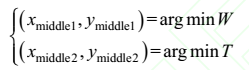 (x_middle1, y_middle1) = arg min W
(x_middle2, y_middle2) = arg min T